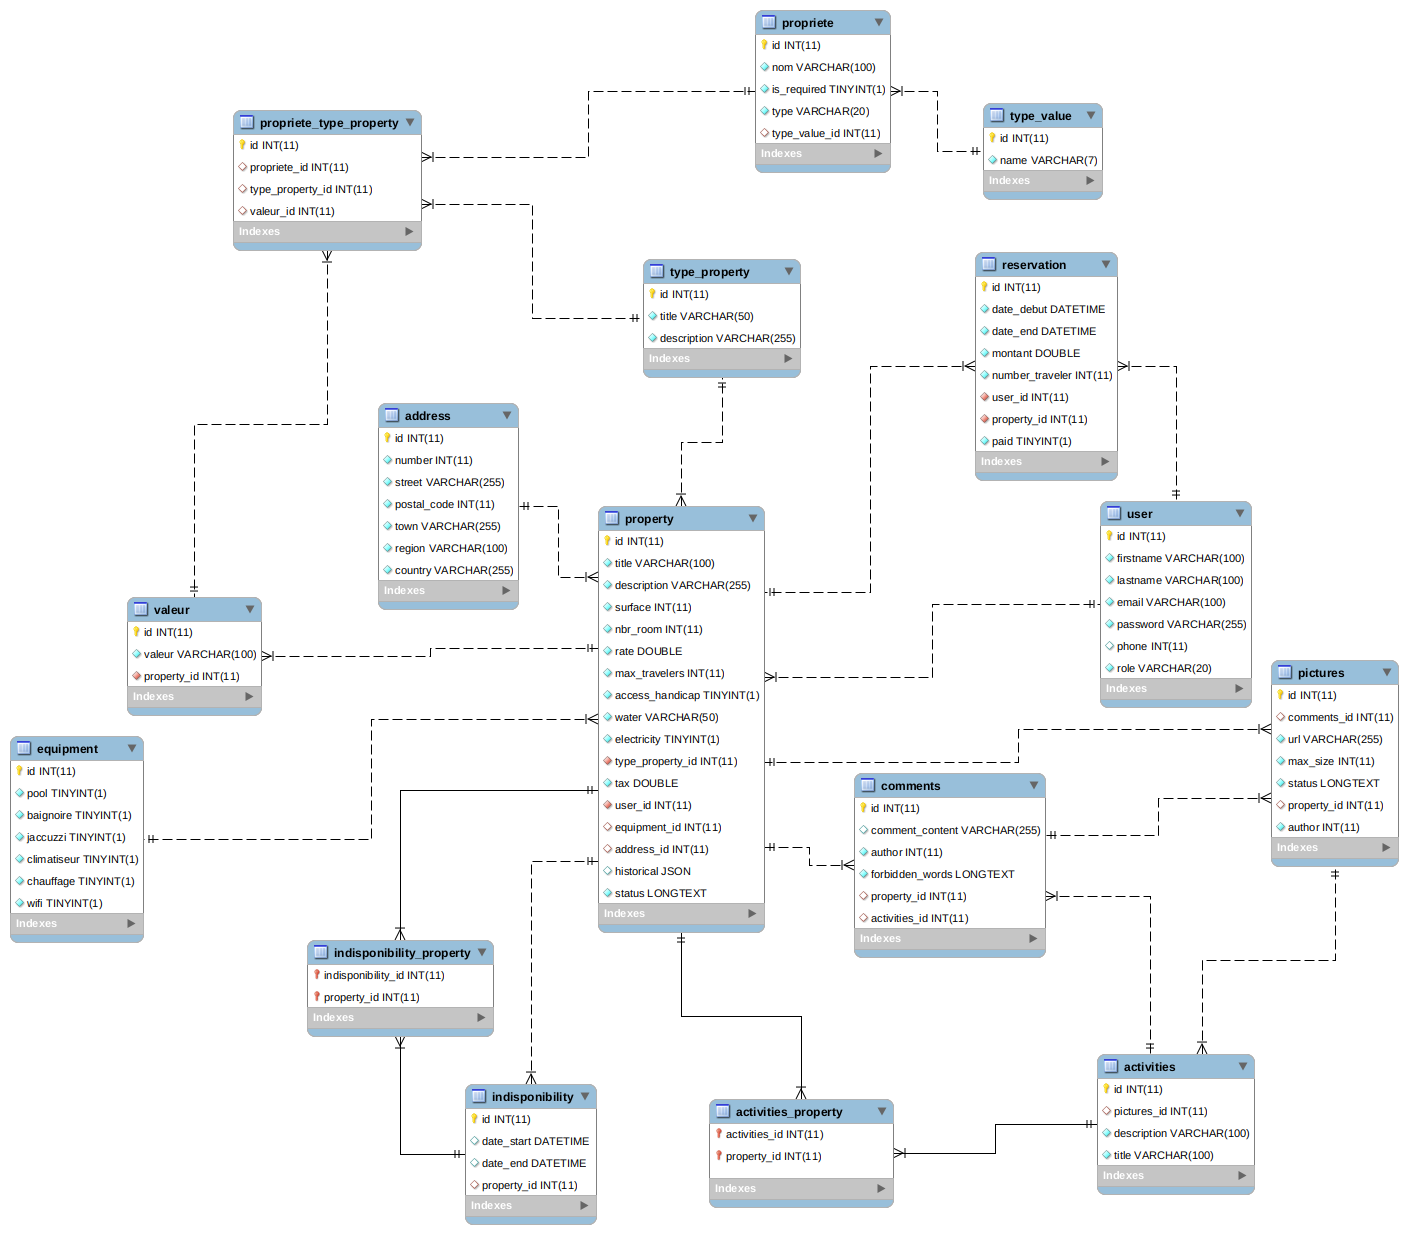 propriete
id INT(11)
nom VARCHAR(100)
is_required TINYINT(1)
type VARCHAR(20)
type_value_id INT(11)
Indexes
type_value
id INT(11)
name VARCHAR(7)
Indexes
propriete_type_property
id INT(11)
propriete_id INT(11)
type_property_id INT(11)
valeur_id INT(11)
Indexes
type_property
id INT(11)
title VARCHAR(50)
description VARCHAR(255)
Indexes
reservation
id INT(11)
date_debut DATETIME
date_end DATETIME
montant DOUBLE
number_traveler INT(11)
user_id INT(11)
property_id INT(11)
paid TINYINT(1)
Indexes
address
id INT(11)
number INT(11)
street VARCHAR(255)
postal_code INT(11)
town VARCHAR(255)
region VARCHAR(100)
country VARCHAR(255)
Indexes
property
id INT(11)
title VARCHAR(100)
description VARCHAR(255)
surface INT(11)
nbr_room INT(11)
rate DOUBLE
max_travelers INT(11)
access_handicap TINYINT(1)
water VARCHAR(50)
electricity TINYINT(1)
type_property_id INT(11)
tax DOUBLE
user_id INT(11)
equipment_id INT(11)
address_id INT(11)
historical JSON
status LONGTEXT
Indexes
user
id INT(11)
firstname VARCHAR(100)
lastname VARCHAR(100)
email VARCHAR(100)
password VARCHAR(255)
phone INT(11)
role VARCHAR(20)
Indexes
valeur
id INT(11)
valeur VARCHAR(100)
property_id INT(11)
Indexes
pictures
id INT(11)
comments_id INT(11)
url VARCHAR(255)
max_size INT(11)
status LONGTEXT
property_id INT(11)
author INT(11)
Indexes
equipment
id INT(11)
pool TINYINT(1)
baignoire TINYINT(1)
jaccuzzi TINYINT(1)
climatiseur TINYINT(1)
chauffage TINYINT(1)
wifi TINYINT(1)
Indexes
comments
id INT(11)
comment_content VARCHAR(255)
author INT(11)
forbidden_words LONGTEXT
property_id INT(11)
activities_id INT(11)
Indexes
indisponibility_property
indisponibility_id INT(11)
property_id INT(11)
Indexes
indisponibility
id INT(11)
date_start DATETIME
date_end DATETIME
property_id INT(11)
Indexes
activities_property
activities_id INT(11)
property_id INT(11)
Indexes
activities
id INT(11)
pictures_id INT(11)
description VARCHAR(100)
title VARCHAR(100)
Indexes